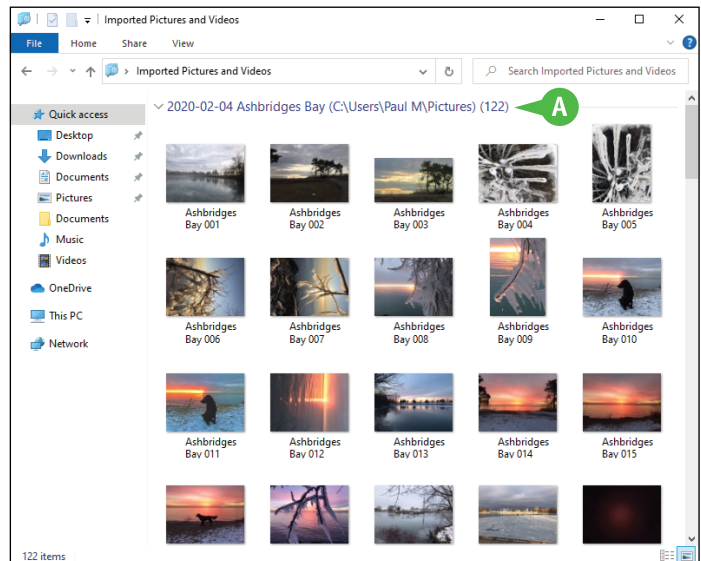 Imported Pictures and Videos
File Home Share View
Imported Pictures and Videos
Search Imported Pictures and Videos
Quick access
Desktop
Downloads
Documents
Pictures
Documents
Music
Videos
OneDrive
This PC
Network
2020-02-04 Ashbridges Bay (C:\Users\Paul M\Pictures) (122)
A
Ashbridges Bay 001
Ashbridges Bay 002
Ashbridges Bay 003
Ashbridges Bay 004
Ashbridges Bay 005
Ashbridges Bay 006
Ashbridges Bay 007
Ashbridges Bay 008
Ashbridges Bay 009
Ashbridges Bay 010
Ashbridges Bay 011
Ashbridges Bay 012
Ashbridges Bay 013
Ashbridges Bay 014
Ashbridges Bay 015
122 items